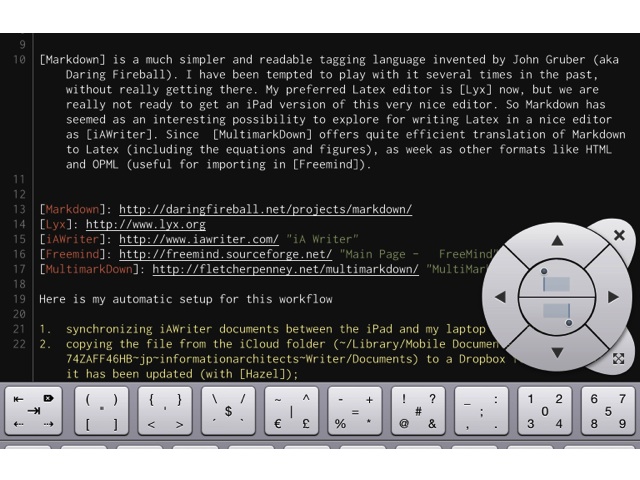 9
10 [Markdown] is a much simpler and readable tagging language invented by John Gruber (aka
Daring Fireball). I have been tempted to play with it several times in the past,
without really getting there. My preferred Latex editor is [Lyx] now, but we are
really not ready to get an iPad version of this very nice editor. So Markdown has
seemed as an interesting possibility to explore for writing Latex in a nice editor
as [iAWriter]. Since [MultimarkDown] offers quite efficient translation of Markdown
to Latex (including the equations and figures), as week as other formats like HTML
and OPML (useful for importing in [Freemind]).
11
12
13 [Markdown]: http://daringfireball.net/projects/markdown/
14 [Lyx]: http://www.lyx.org
15 [iAWriter]: http://www.iawriter.com/ "iA Writer"
16 [Freemind]: http://freemind.sourceforge.net/ "Main Page - FreeMind"
17 [MultimarkDown]: http://fletcherpenney.net/multimarkdown/ "MultiMar
18
19 Here is my automatic setup for this workflow
20
21 1. synchronizing iAWriter documents between the iPad and my laptop
22 2. copying the file from the iCloud folder (~/Library/Mobile Documen
74ZAFF46HB~jp~informationarchitects~Writer/Documents) to a Dropbox
it has been updated (with [Hazel]);
( ) { } \ / ~ ^ - + ! ? _ : 1 2 6 7
" ' $ | = # ; 0 5
[ ] < > ` ´ € £ % * @ & , . 3 4 8 9